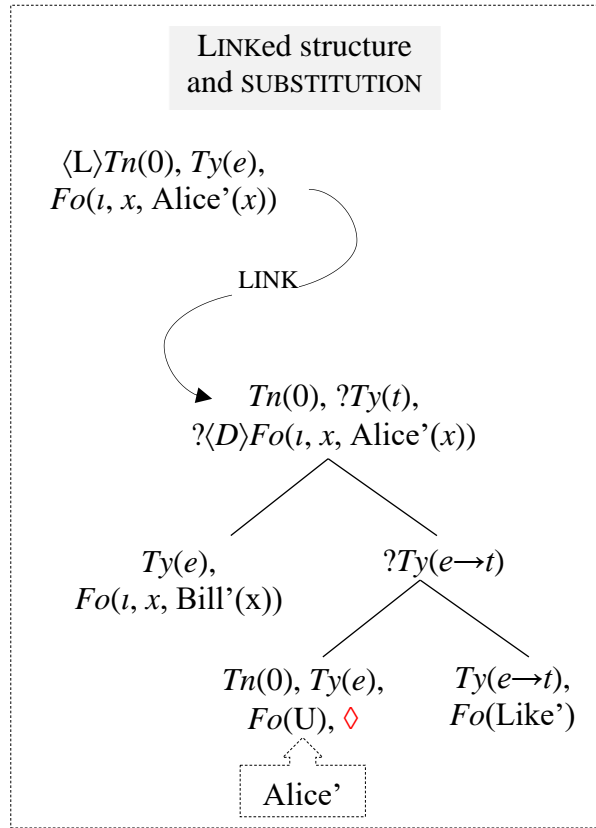 LINKed structure
and SUBSTITUTION
⟨L⟩Tn(0), Ty(e),
Fo(ι, x, Alice’(x))
LINK
Tn(0), ?Ty(t),
?⟨D⟩Fo(ι, x, Alice’(x))
Ty(e),
Fo(ι, x, Bill’(x))
?Ty(e→t)
Tn(0), Ty(e),
Fo(U), ◊
Ty(e→t),
Fo(Like’)
Alice’